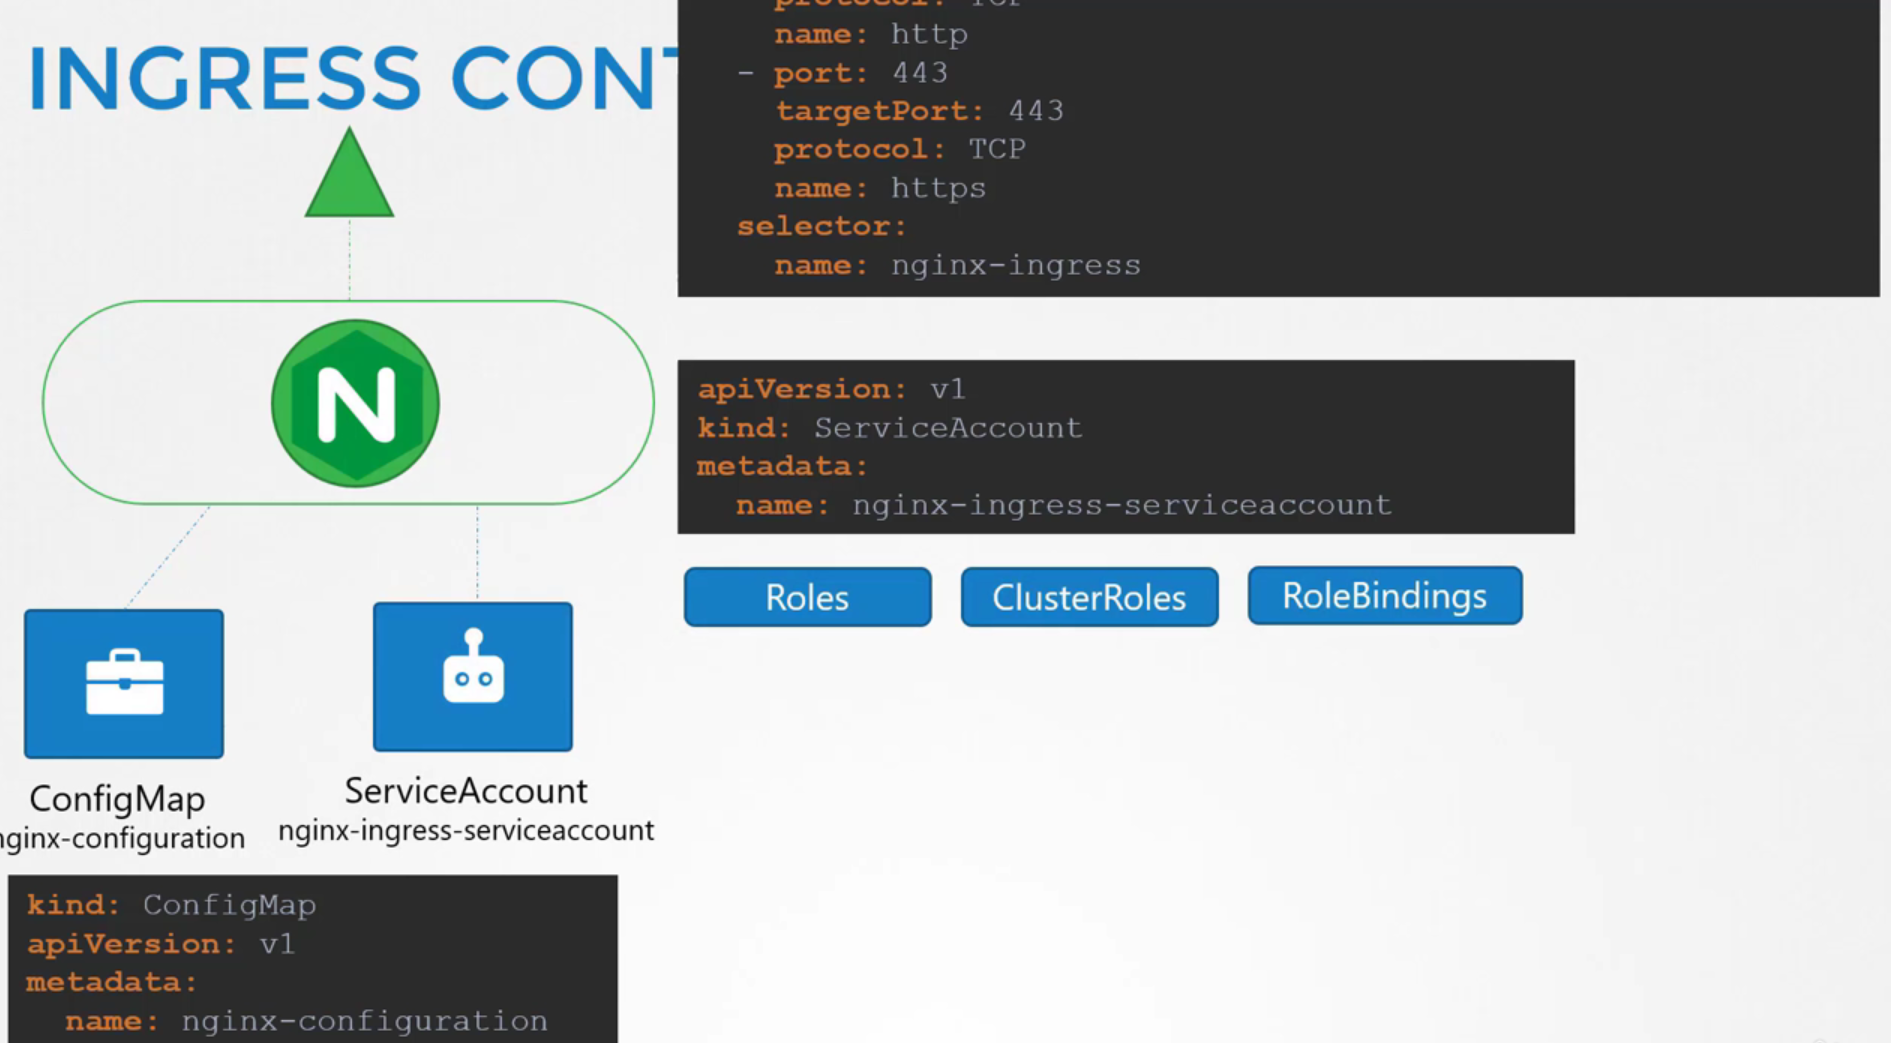 INGRESS CONT
protocol: TCP
name: http
- port: 443
targetPort: 443
protocol: TCP
name: https
selector:
name: nginx-ingress
N
apiVersion: v1
kind: ServiceAccount
metadata:
name: nginx-ingress-serviceaccount
Roles
ClusterRoles
RoleBindings
ConfigMap
nginx-configuration
ServiceAccount
nginx-ingress-serviceaccount
kind: ConfigMap
apiVersion: v1
metadata:
name: nginx-configuration